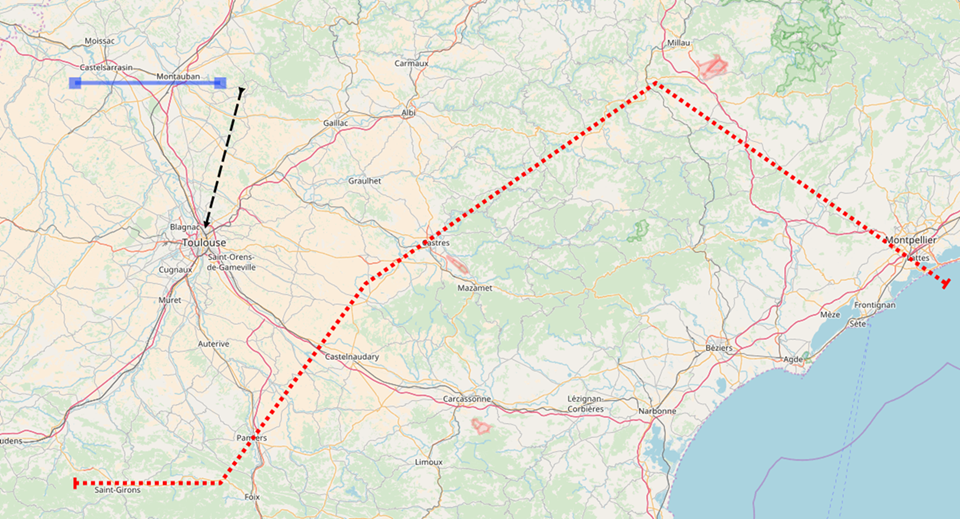 Moissac
Millau
Castelsarrasin
Carmaux
Montauban
Albi
Gaillac
Graulhet
Blagnac
Toulouse
Castres
Montpellier
Saint-Orens-
de-Gameville
Lattes
Cugnaux
Mazamet
Muret
Frontignan
Mèze
Sète
Auterive
Castelnaudary
Béziers
Agde
Carcassonne
Lézignan
Corbières
Narbonne
Pamiers
udens
Limoux
Saint-Girons
Foix